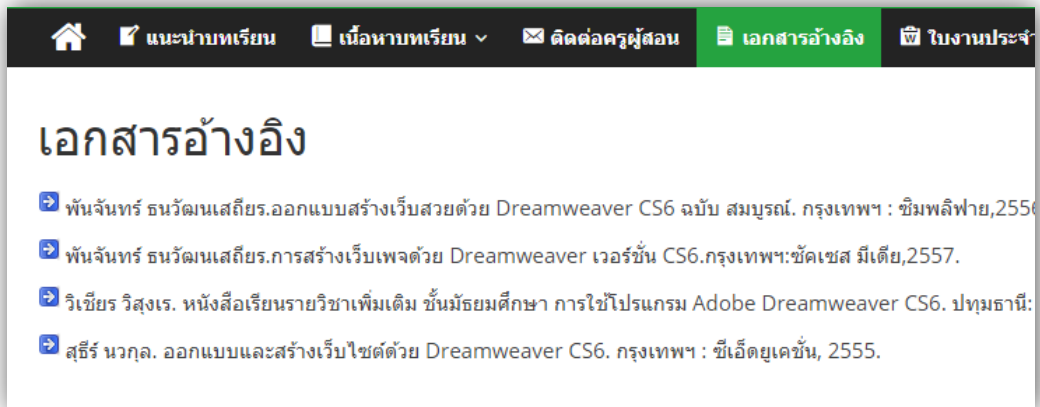 แนะนำบทเรียน เนื้อหาบทเรียน ติดต่อครูผู้สอน เอกสารอ้างอิง ใบงานประจำ
เอกสารอ้างอิง
พันจันทร์ ธนวัฒนเสถียร.ออกแบบสร้างเว็บสวยด้วย Dreamweaver CS6 ฉบับ สมบูรณ์. กรุงเทพฯ : ซิมพลิฟาย,2556
พันจันทร์ ธนวัฒนเสถียร.การสร้างเว็บเพจด้วย Dreamweaver เวอร์ชั่น CS6.กรุงเทพฯ:ซัคเซส มีเดีย,2557.
วิเชียร วิสุงเร. หนังสือเรียนรายวิชาเพิ่มเติม ชั้นมัธยมศึกษา การใช้โปรแกรม Adobe Dreamweaver CS6. ปทุมธานี:
สุธีร์ นวกุล. ออกแบบและสร้างเว็บไซต์ด้วย Dreamweaver CS6. กรุงเทพฯ : ซีเอ็ดยูเคชั่น, 2555.